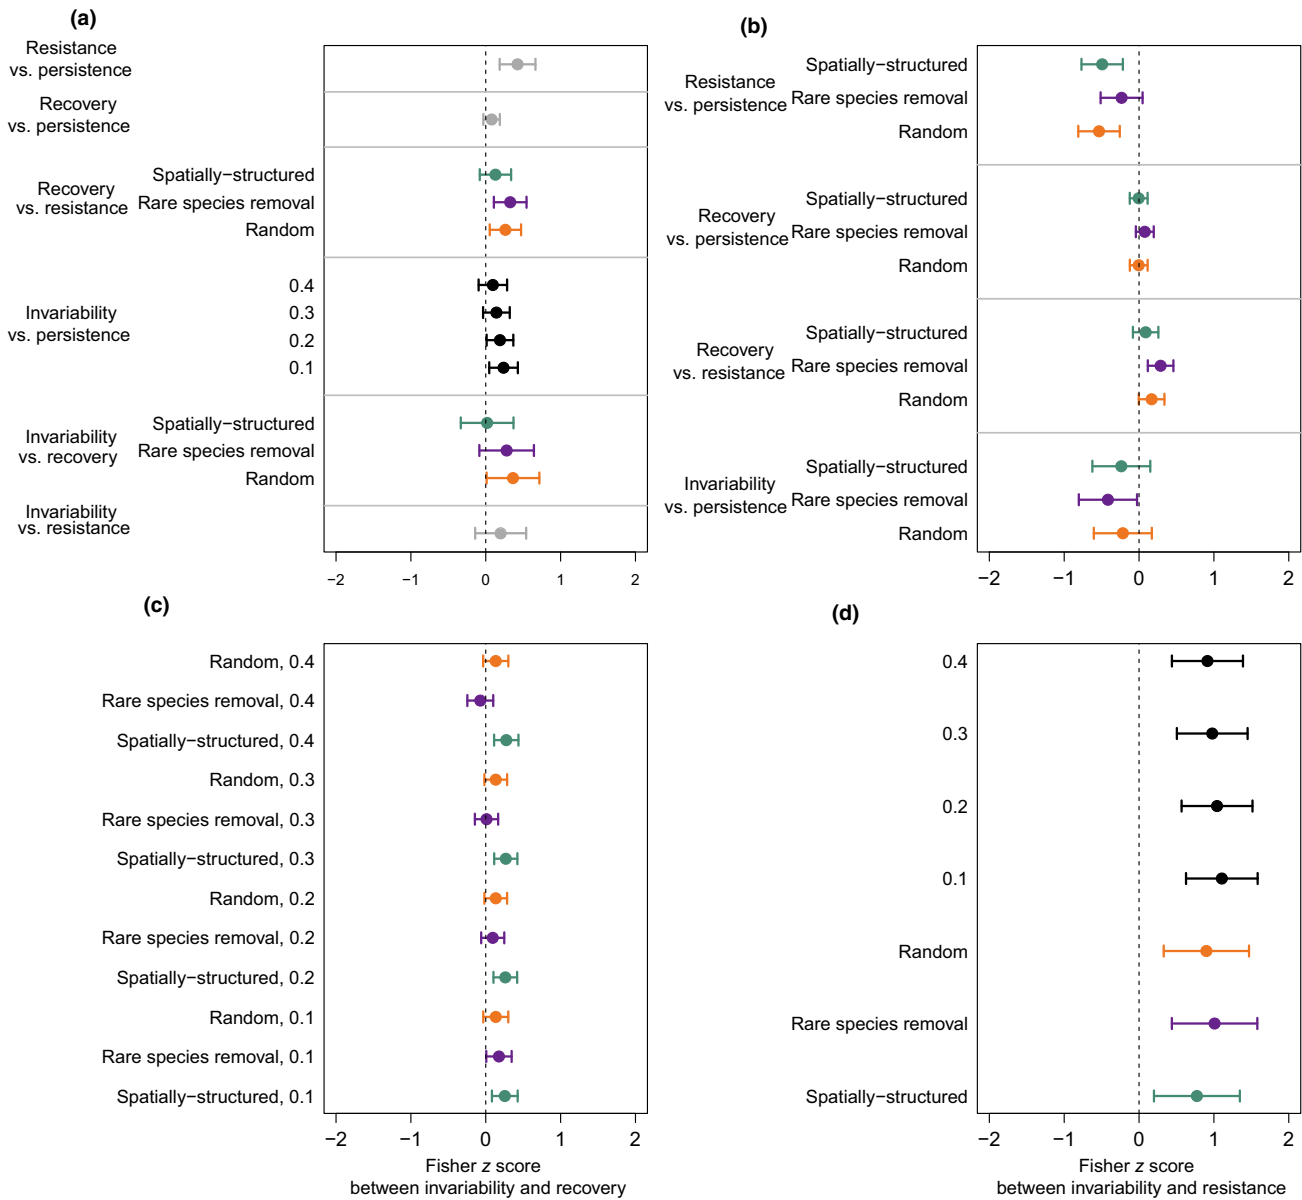 (a)
Resistance
vs. persistence
Recovery
vs. persistence
Recovery
vs. resistance
Spatially−structured
Rare species removal
Random
Invariability
vs. persistence
0.4
0.3
0.2
0.1
Invariability
vs. recovery
Spatially−structured
Rare species removal
Random
Invariability
vs. resistance
−2 −1 0 1 2
(b)
Resistance
vs. persistence
Spatially−structured
Rare species removal
Random
Recovery
vs. persistence
Spatially−structured
Rare species removal
Random
Recovery
vs. resistance
Spatially−structured
Rare species removal
Random
Invariability
vs. persistence
Spatially−structured
Rare species removal
Random
−2 −1 0 1 2
(c)
Random, 0.4
Rare species removal, 0.4
Spatially−structured, 0.4
Random, 0.3
Rare species removal, 0.3
Spatially−structured, 0.3
Random, 0.2
Rare species removal, 0.2
Spatially−structured, 0.2
Random, 0.1
Rare species removal, 0.1
Spatially−structured, 0.1
−2 −1 0 1 2
Fisher z score
between invariability and recovery
(d)
0.4
0.3
0.2
0.1
Random
Rare species removal
Spatially−structured
−2 −1 0 1 2
Fisher z score
between invariability and resistance